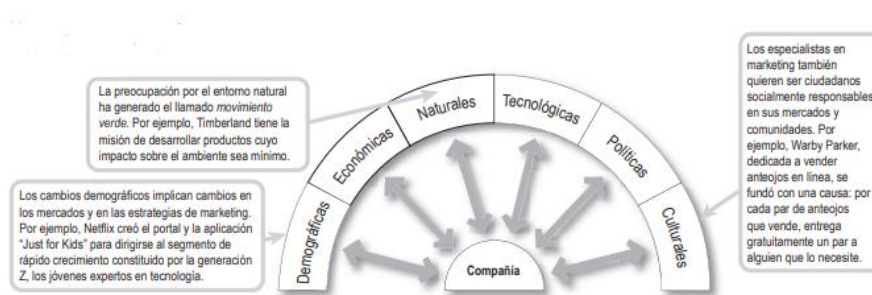 La preocupación por el entorno natural
ha generado el llamado movimiento
verde. Por ejemplo, Timberland tiene la
misión de desarrollar productos cuyo
impacto sobre el ambiente sea mínimo.
Los cambios demográficos implican cambios en
los mercados y en las estrategias de marketing.
Por ejemplo, Netflix creó el portal y la aplicación
“Just for Kids” para dirigirse al segmento de
rápido crecimiento constituido por la generación
Z, los jóvenes expertos en tecnología.
Demográficas
Económicas
Naturales
Tecnológicas
Políticas
Culturales
Compañía
Los especialistas en
marketing también
quieren ser ciudadanos
socialmente responsables
en sus mercados y
comunidades. Por
ejemplo, Warby Parker,
dedicada a vender
anteojos en línea, se
fundó con una causa: por
cada par de anteojos
que vende, entrega
gratuitamente un par a
alguien que lo necesite.